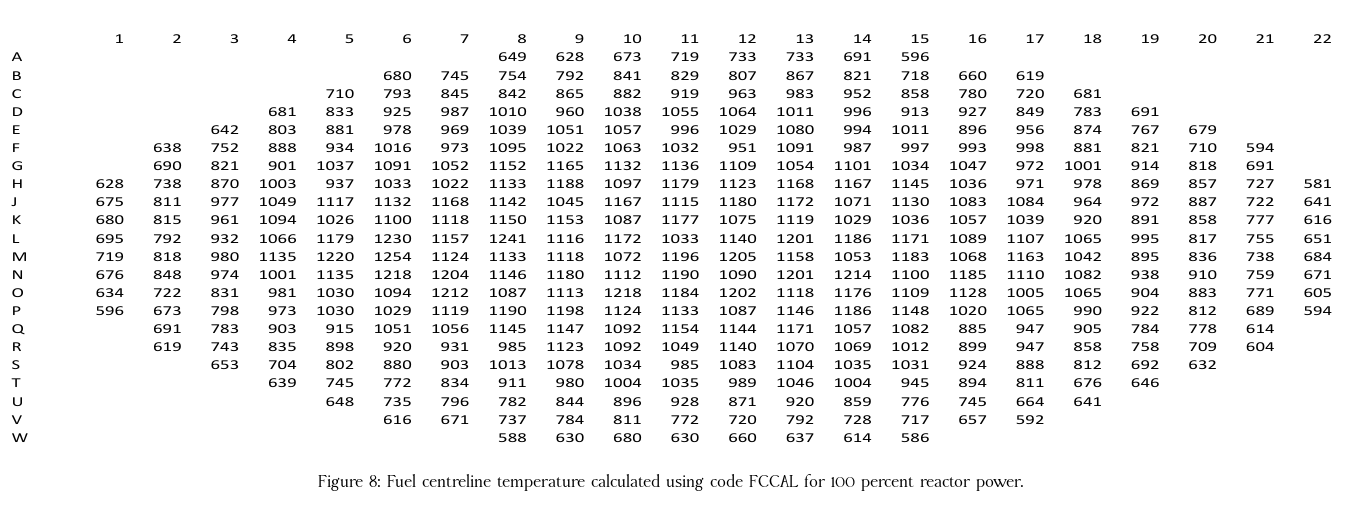 1 2 3 4 5 6 7 8 9 10 11 12 13 14 15 16 17 18 19 20 21 22
A 649 628 673 719 733 733 691 596
B 680 745 754 792 841 829 807 867 821 718 660 619
C 710 793 845 842 865 882 919 963 983 952 858 780 720 681
D 681 833 925 987 1010 960 1038 1055 1064 1011 996 913 927 849 783 691
E 642 803 881 978 969 1039 1051 1057 996 1029 1080 994 1011 896 956 874 767 679
F 638 752 888 934 1016 973 1095 1022 1063 1032 951 1091 987 997 993 998 881 821 710 594
G 690 821 901 1037 1091 1052 1152 1165 1132 1136 1109 1054 1101 1034 1047 972 1001 914 818 691
H 628 738 870 1003 937 1033 1022 1133 1188 1097 1179 1123 1168 1167 1145 1036 971 978 869 857 727 581
J 675 811 977 1049 1117 1132 1168 1142 1045 1167 1115 1180 1172 1071 1130 1083 1084 964 972 887 722 641
K 680 815 961 1094 1026 1100 1118 1150 1153 1087 1177 1075 1119 1029 1036 1057 1039 920 891 858 777 616
L 695 792 932 1066 1179 1230 1157 1241 1116 1172 1033 1140 1201 1186 1171 1089 1107 1065 995 817 755 651
M 719 818 980 1135 1220 1254 1124 1133 1118 1072 1196 1205 1158 1053 1183 1068 1163 1042 895 836 738 684
N 676 848 974 1001 1135 1218 1204 1146 1180 1112 1190 1090 1201 1214 1100 1185 1110 1082 938 910 759 671
O 634 722 831 981 1030 1094 1212 1087 1113 1218 1184 1202 1118 1176 1109 1128 1005 1065 904 883 771 605
P 596 673 798 973 1030 1029 1119 1190 1198 1124 1133 1087 1146 1186 1148 1020 1065 990 922 812 689 594
Q 691 783 903 915 1051 1056 1145 1147 1092 1154 1144 1171 1057 1082 885 947 905 784 778 614
R 619 743 835 898 920 931 985 1123 1092 1049 1140 1070 1069 1012 899 947 858 758 709 604
S 653 704 802 880 903 1013 1078 1034 985 1083 1104 1035 1031 924 888 812 692 632
T 639 745 772 834 911 980 1004 1035 989 1046 1004 945 894 811 676 646
U 648 735 796 782 844 896 928 871 920 859 776 745 664 641
V 616 671 737 784 811 772 720 792 728 717 657 592
W 588 630 680 630 660 637 614 586
Figure 8: Fuel centreline temperature calculated using code FCCAL for 100 percent reactor power.